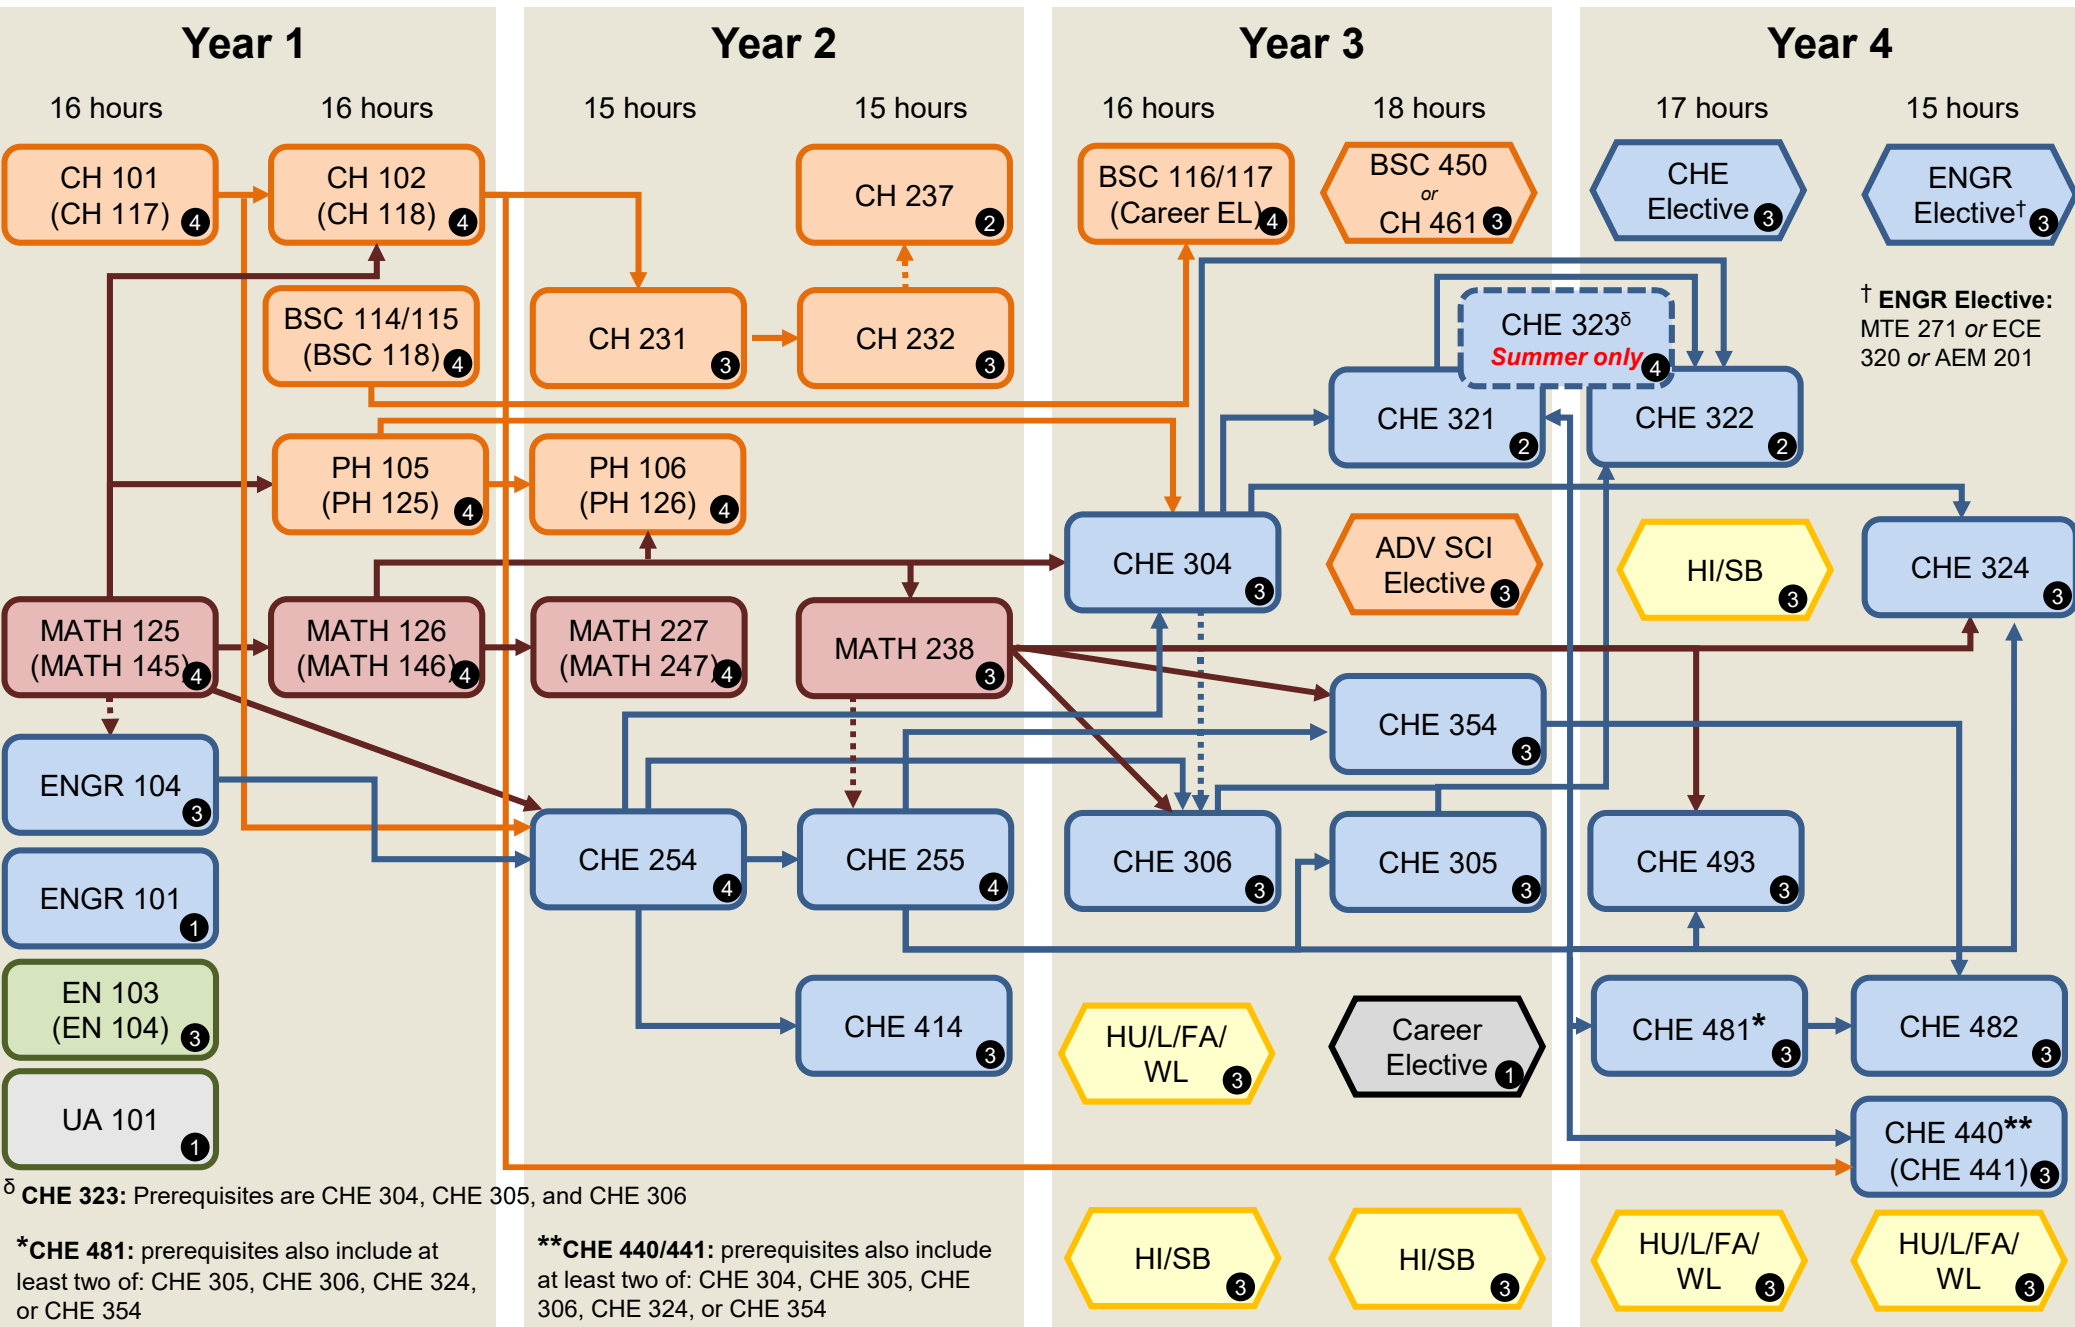 Year 1
Year 2
Year 3
Year 4
16 hours
16 hours
15 hours
15 hours
16 hours
18 hours
17 hours
15 hours
CH 101
(CH 117)
4
CH 102
(CH 118)
4
CH 237
2
BSC 116/117
(Career EL)
4
BSC 450
or
CH 461
3
CHE
Elective
3
ENGR
Elective†
3
BSC 114/115
(BSC 118)
4
CH 231
3
CH 232
3
CHE 323δ
Summer only
4
† ENGR Elective:
MTE 271 or ECE
320 or AEM 201
CHE 321
2
CHE 322
2
PH 105
(PH 125)
4
PH 106
(PH 126)
4
CHE 304
3
ADV SCI
Elective
3
HI/SB
3
CHE 324
3
MATH 125
(MATH 145)
4
MATH 126
(MATH 146)
4
MATH 227
(MATH 247)
4
MATH 238
3
CHE 354
3
ENGR 104
3
CHE 254
4
CHE 255
4
CHE 306
3
CHE 305
3
CHE 493
3
ENGR 101
1
EN 103
(EN 104)
3
CHE 414
3
HU/L/FA/
WL
3
Career
Elective
1
CHE 481*
3
CHE 482
3
UA 101
1
CHE 440**
(CHE 441)
3
δ CHE 323: Prerequisites are CHE 304, CHE 305, and CHE 306
*CHE 481: prerequisites also include at
least two of: CHE 305, CHE 306, CHE 324,
or CHE 354
**CHE 440/441: prerequisites also include
at least two of: CHE 304, CHE 305, CHE
306, CHE 324, or CHE 354
HI/SB
3
HI/SB
3
HU/L/FA/
WL
3
HU/L/FA/
WL
3